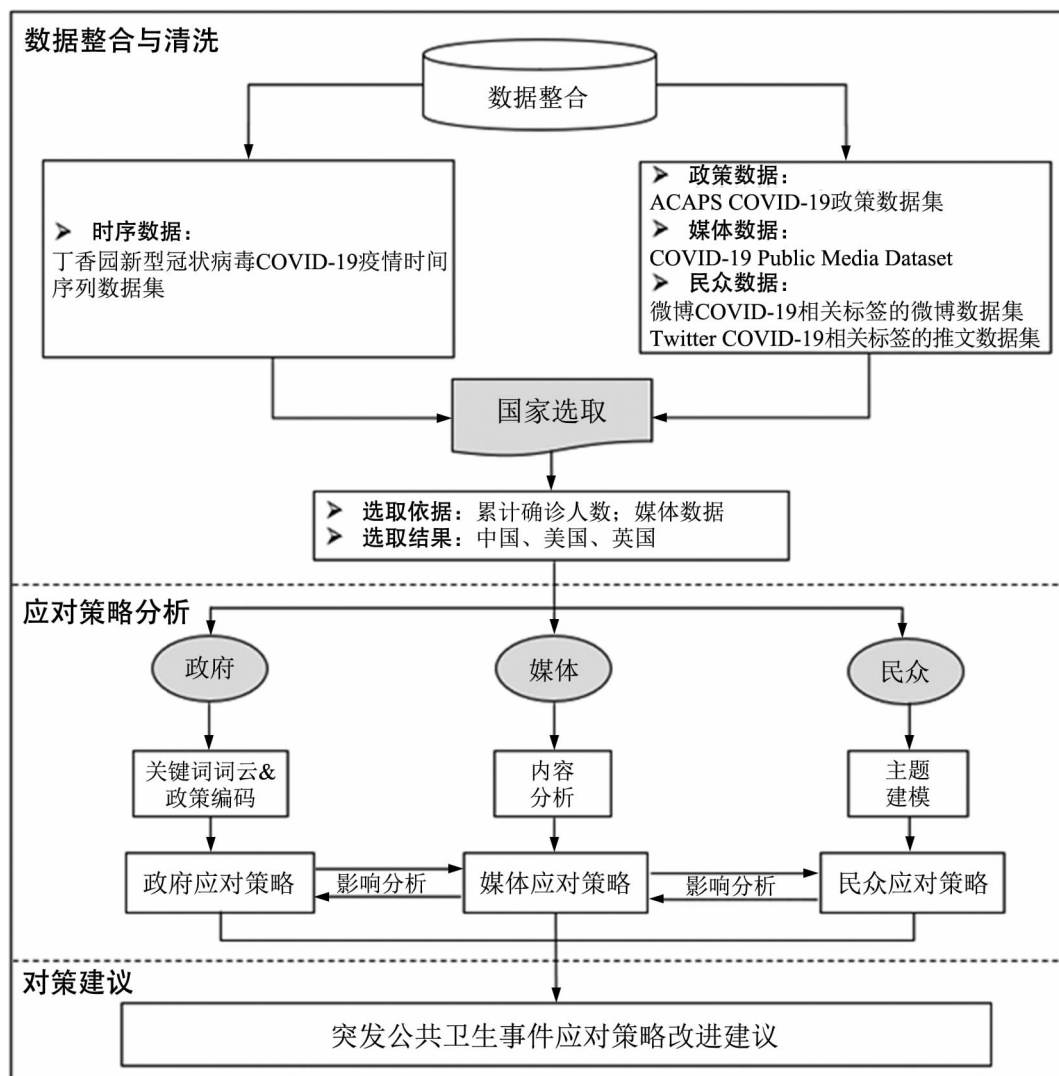 数据整合与清洗
数据整合
时序数据：
丁香园新型冠状病毒COVID-19疫情时间
序列数据集
政策数据：
ACAPS COVID-19政策数据集
媒体数据：
COVID-19 Public Media Dataset
民众数据：
微博COVID-19相关标签的微博数据集
Twitter COVID-19相关标签的推文数据集
国家选取
选取依据：累计确诊人数；媒体数据
选取结果：中国、美国、英国
应对策略分析
政府
媒体
民众
关键词词云&
政策编码
内容
分析
主题
建模
政府应对策略
影响分析
媒体应对策略
影响分析
民众应对策略
对策建议
突发公共卫生事件应对策略改进建议